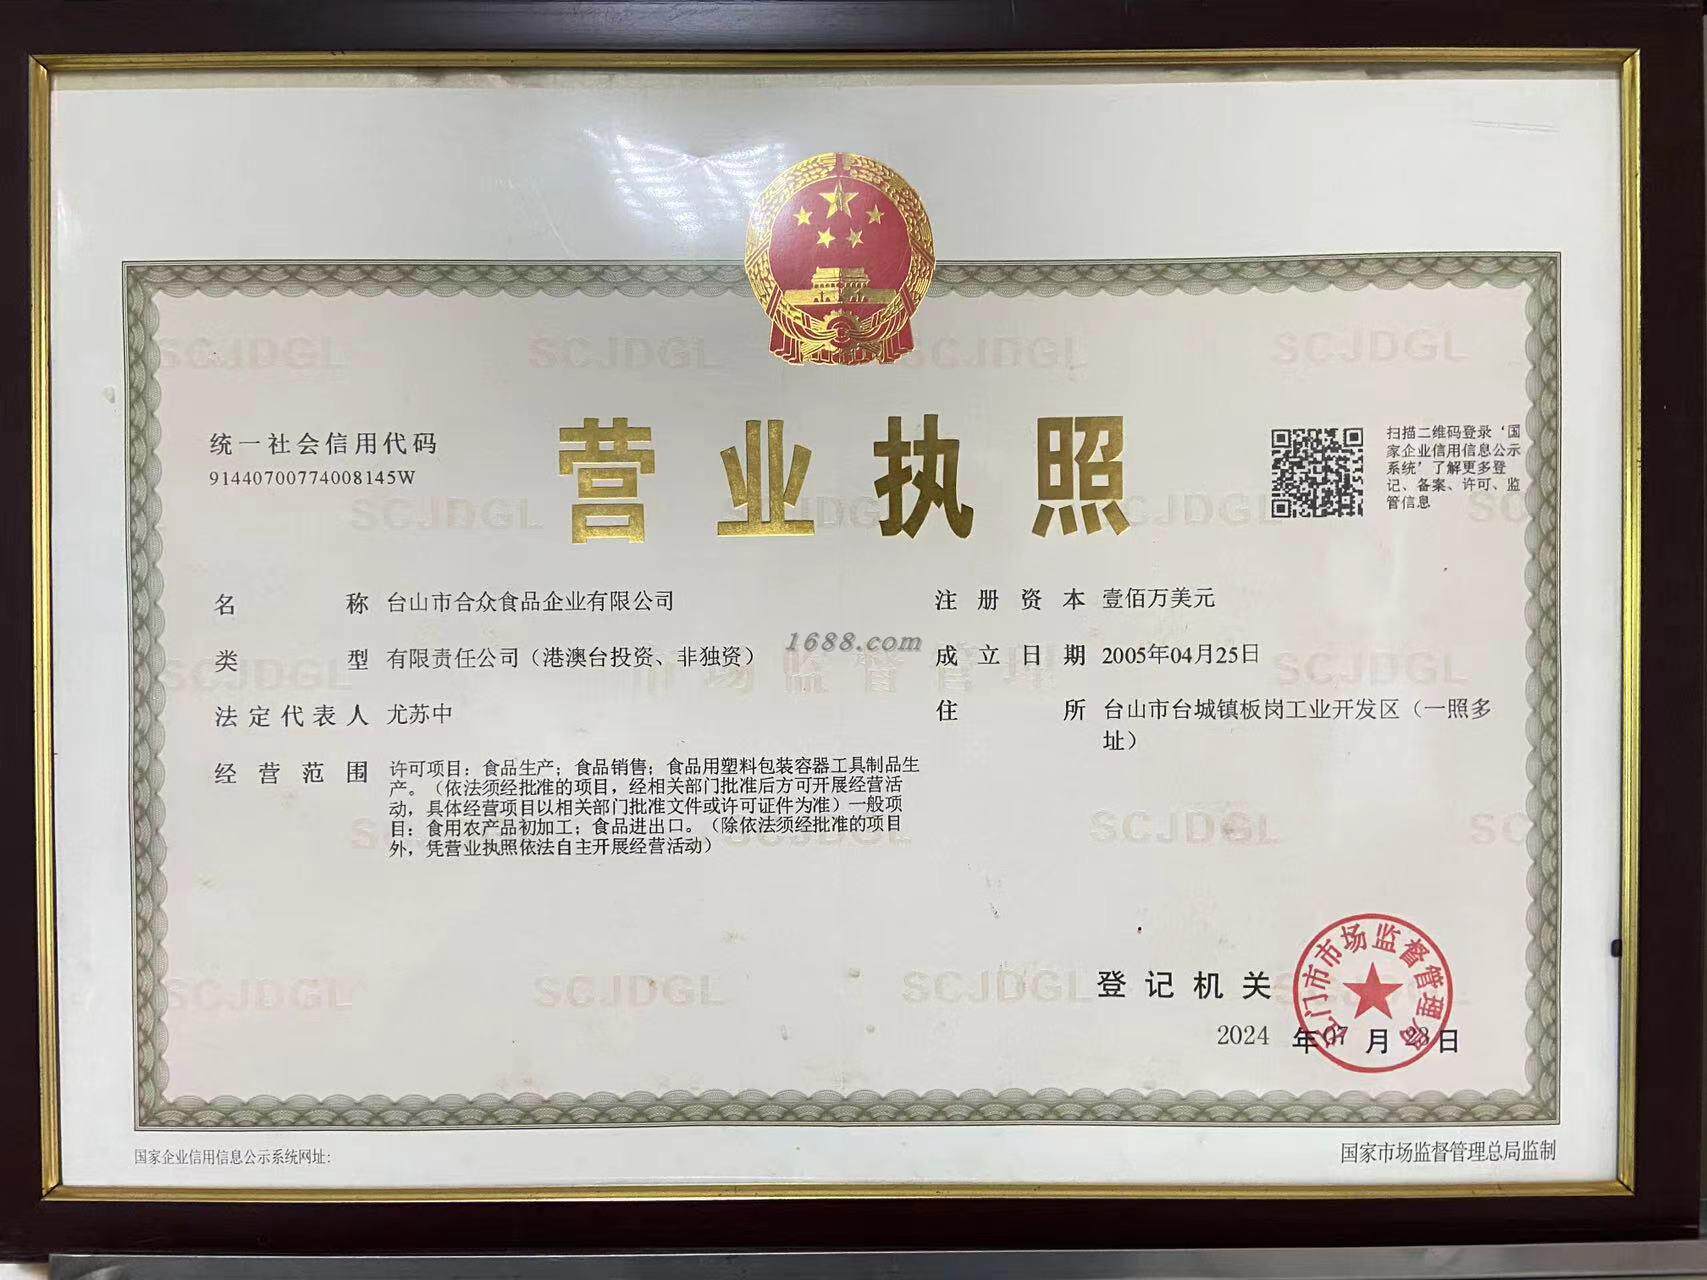 统一社会信用代码
91440700774008145W
营业执照
扫描二维码登录‘国
家企业信用信息公示
系统’了解更多登
记、备案、许可、监
管信息
名称 台山市合众食品企业有限公司
类型 有限责任公司（港澳台投资、非独资）
法定代表人 尤苏中
经营范围 许可项目：食品生产；食品销售；食品用塑料包装容器工具制品生
产。（依法须经批准的项目，经相关部门批准后方可开展经营活
动，具体经营项目以相关部门批准文件或许可证件为准）一般项
目：食用农产品初加工；食品进出口。（除依法须经批准的项目
外，凭营业执照依法自主开展经营活动）
注册资本 壹佰万美元
成立日期 2005年04月25日
住所 台山市台城镇板岗工业开发区（一照多
址）
1688.com
市场监督管理
SCJDGL
登记机关
江门市市场监督管理局
2024 年 07 月 日
国家企业信用信息公示系统网址：
国家市场监督管理总局监制